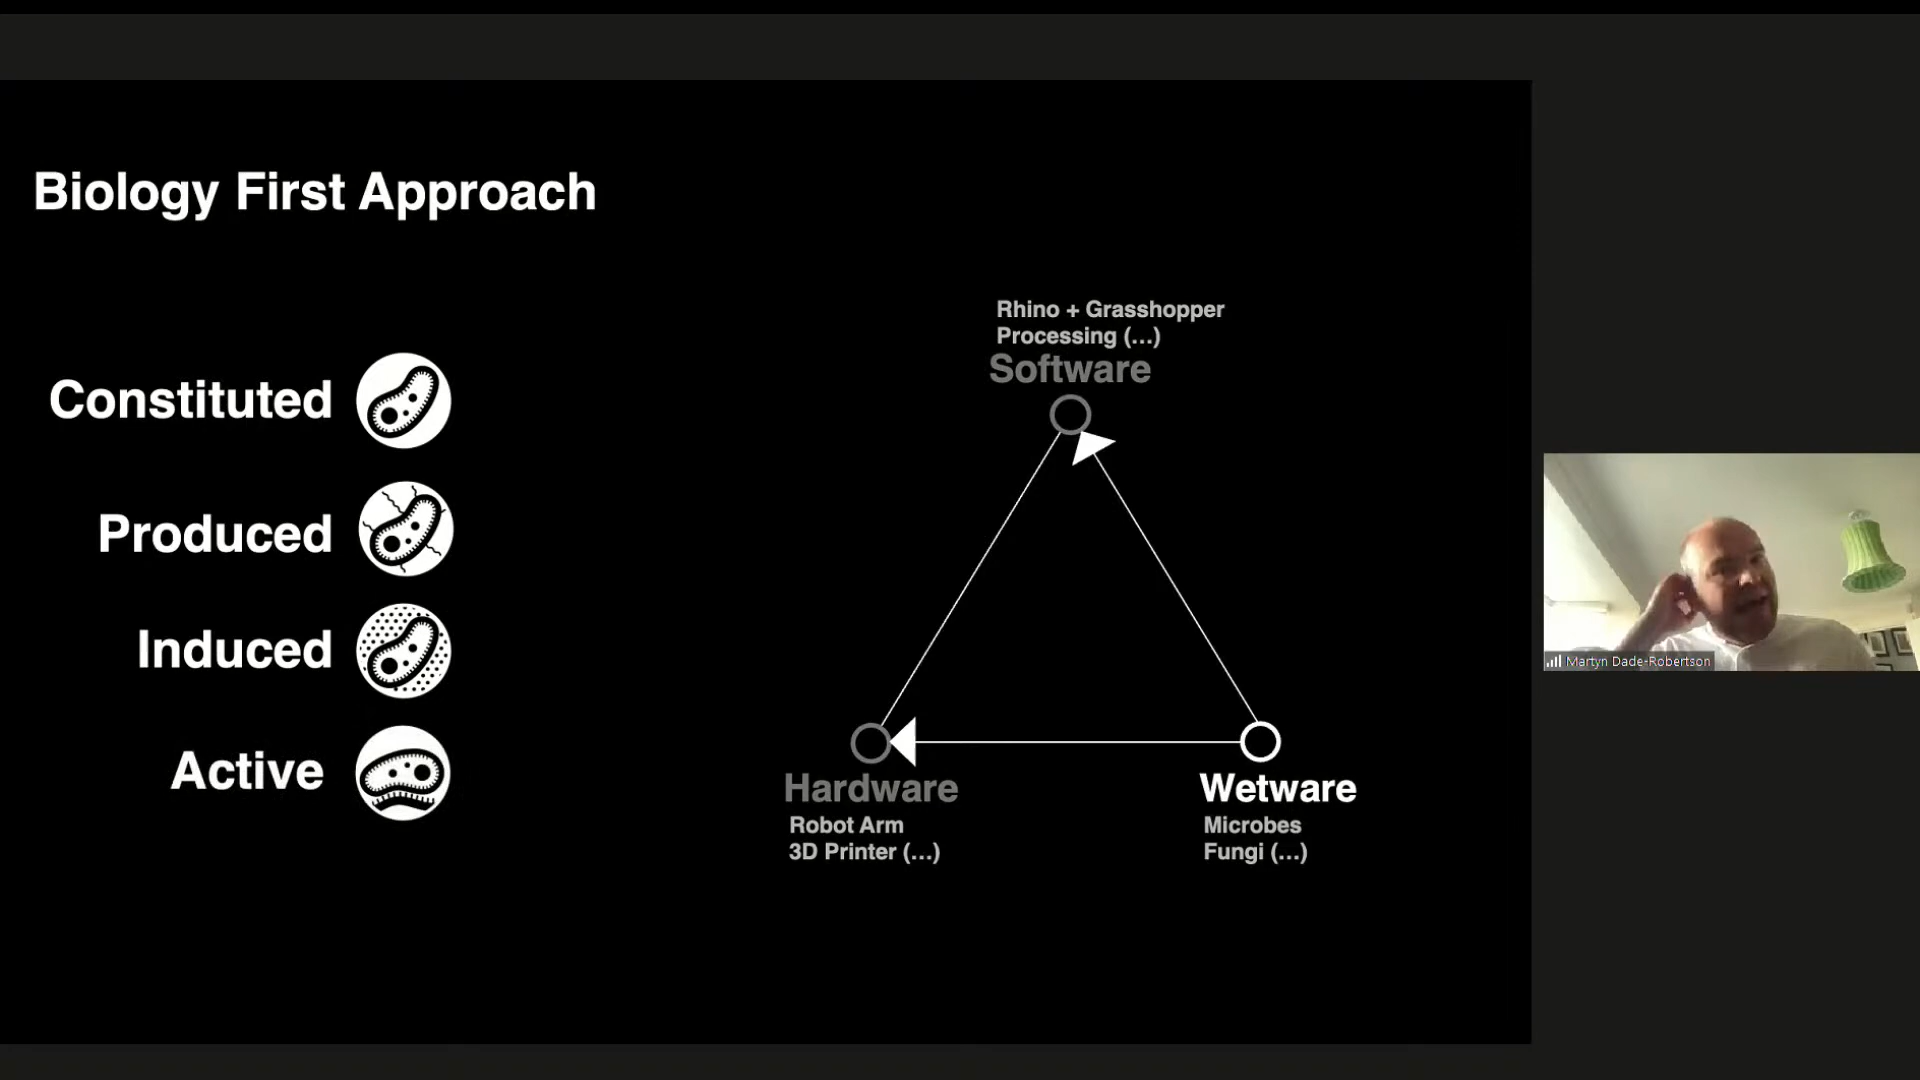 Biology First Approach
Constituted
Produced
Induced
Active
Rhino + Grasshopper
Processing (...)
Software
Hardware
Robot Arm
3D Printer (...)
Wetware
Microbes
Fungi (...)
Martyn Dade-Robertson